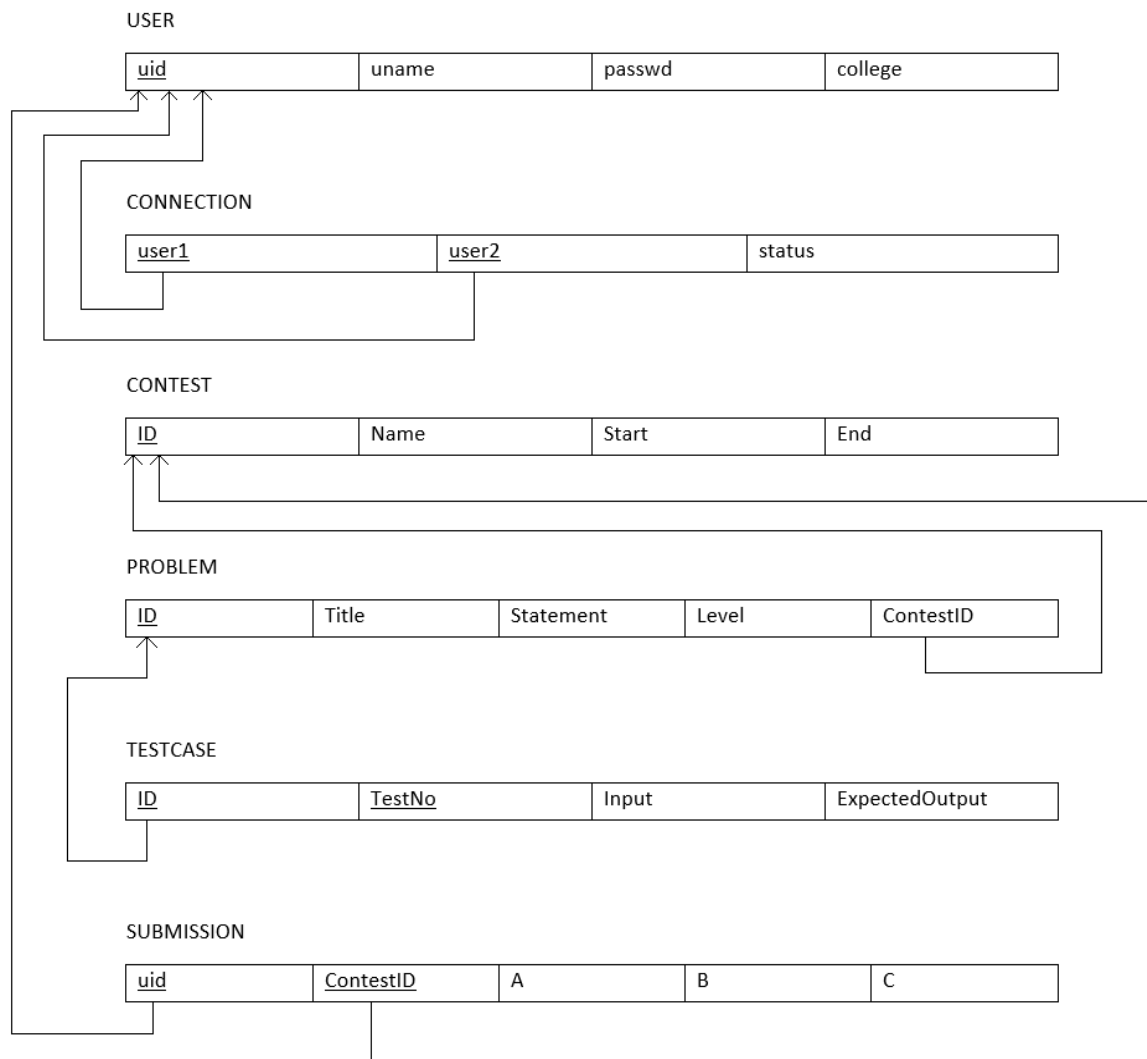 USER
uid uname passwd college
CONNECTION
user1 user2 status
CONTEST
ID Name Start End
PROBLEM
ID Title Statement Level ContestID
TESTCASE
ID TestNo Input ExpectedOutput
SUBMISSION
uid ContestID A B C